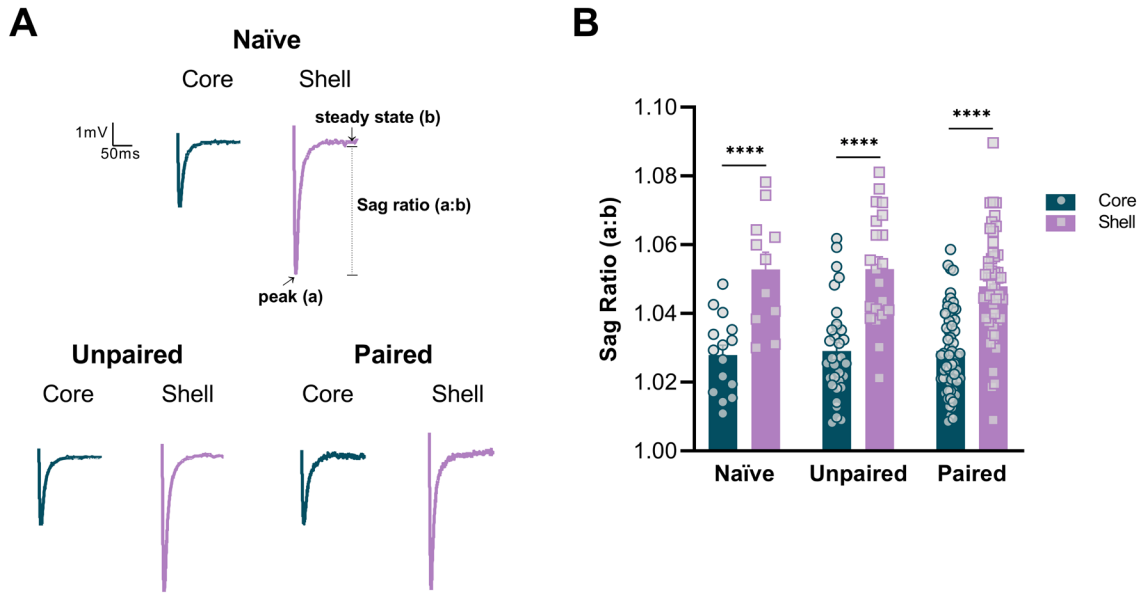 A
Naïve
Core Shell
steady state (b)
1mV
50ms
Sag ratio (a:b)
peak (a)
Unpaired Paired
Core Shell Core Shell
B
Sag Ratio (a:b)
1.10
1.08
1.06
1.04
1.02
1.00
**** **** ****
Naïve Unpaired Paired
Core
Shell